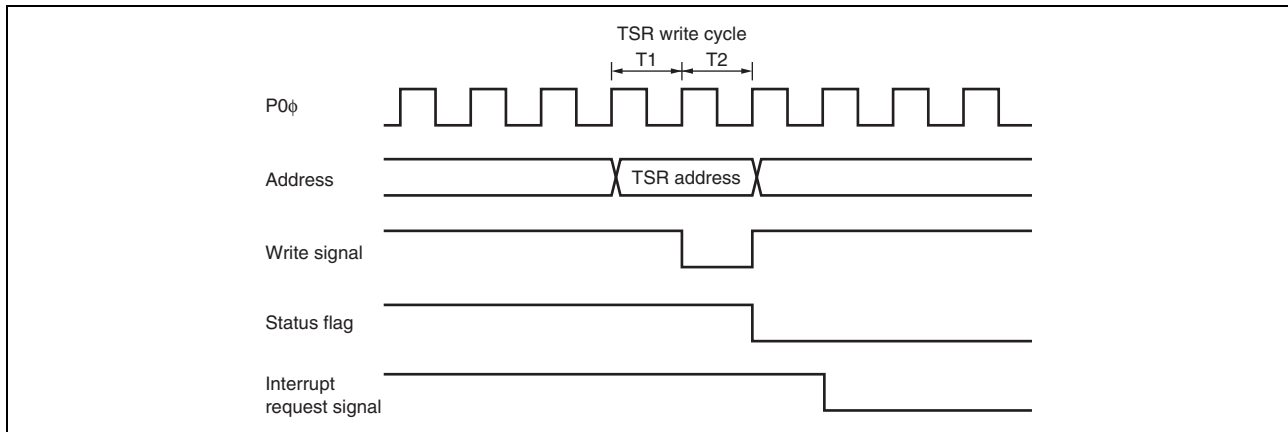 TSR write cycle
T1 T2
P0ϕ
Address
TSR address
Write signal
Status flag
Interrupt
request signal